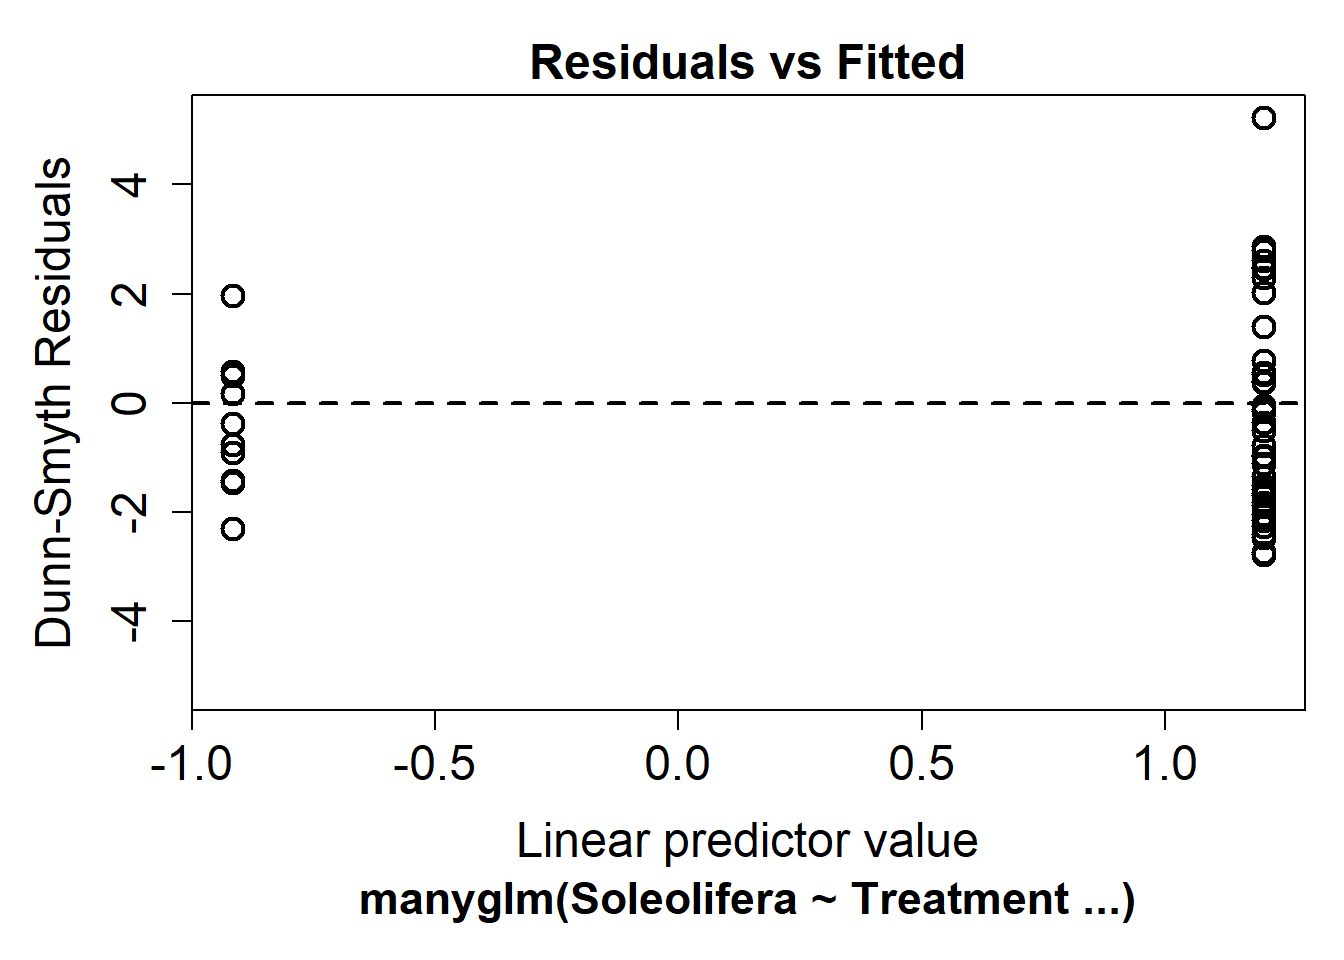 Residuals vs Fitted
Dunn-Smyth Residuals
4
2
0
-2
-4
-1.0 -0.5 0.0 0.5 1.0
Linear predictor value
manyglm(Soleolifera ~ Treatment ...)